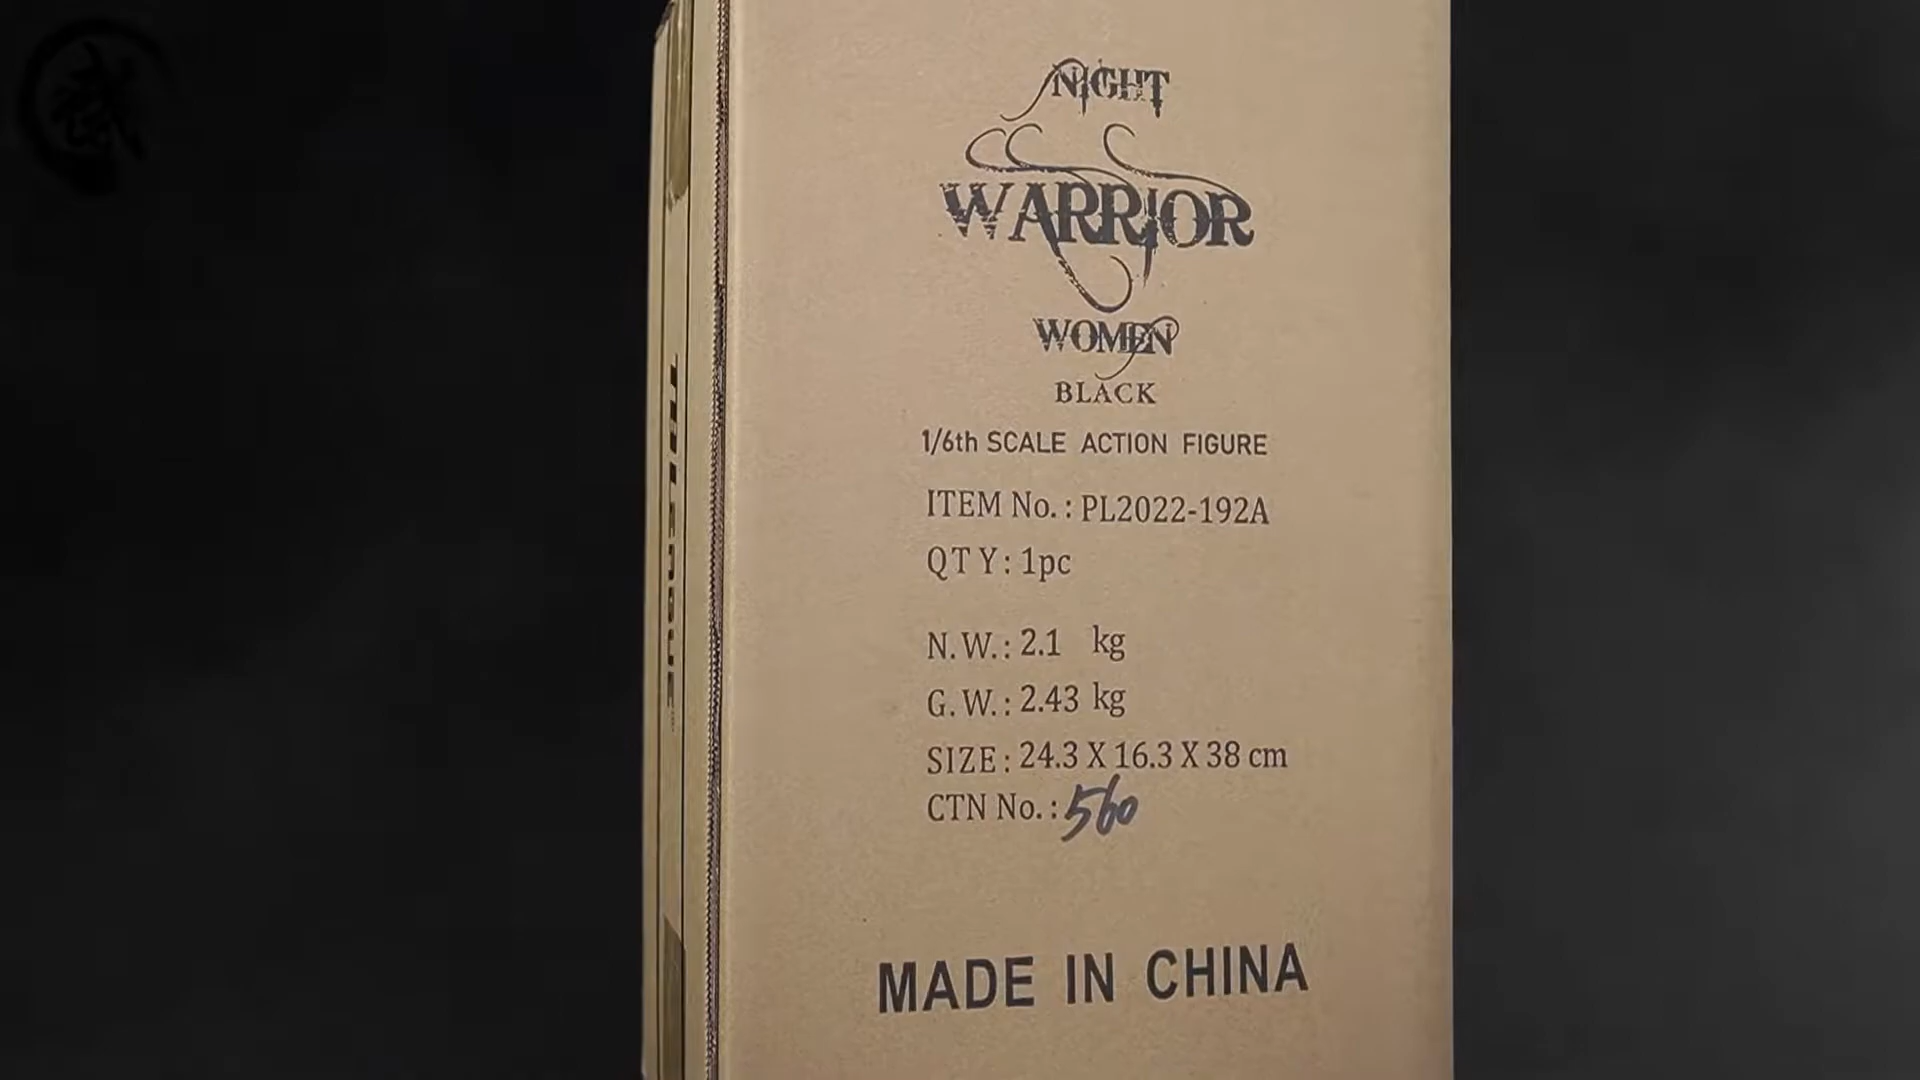 NIGHT
WARRIOR
WOMEN
BLACK
1/6th SCALE ACTION FIGURE
ITEM No.: PL2022-192A
QTY: 1pc
N.W.: 2.1 kg
G.W.: 2.43 kg
SIZE: 24.3 X 16.3 X 38 cm
CTN No.: 560
MADE IN CHINA
TBLEAGUE